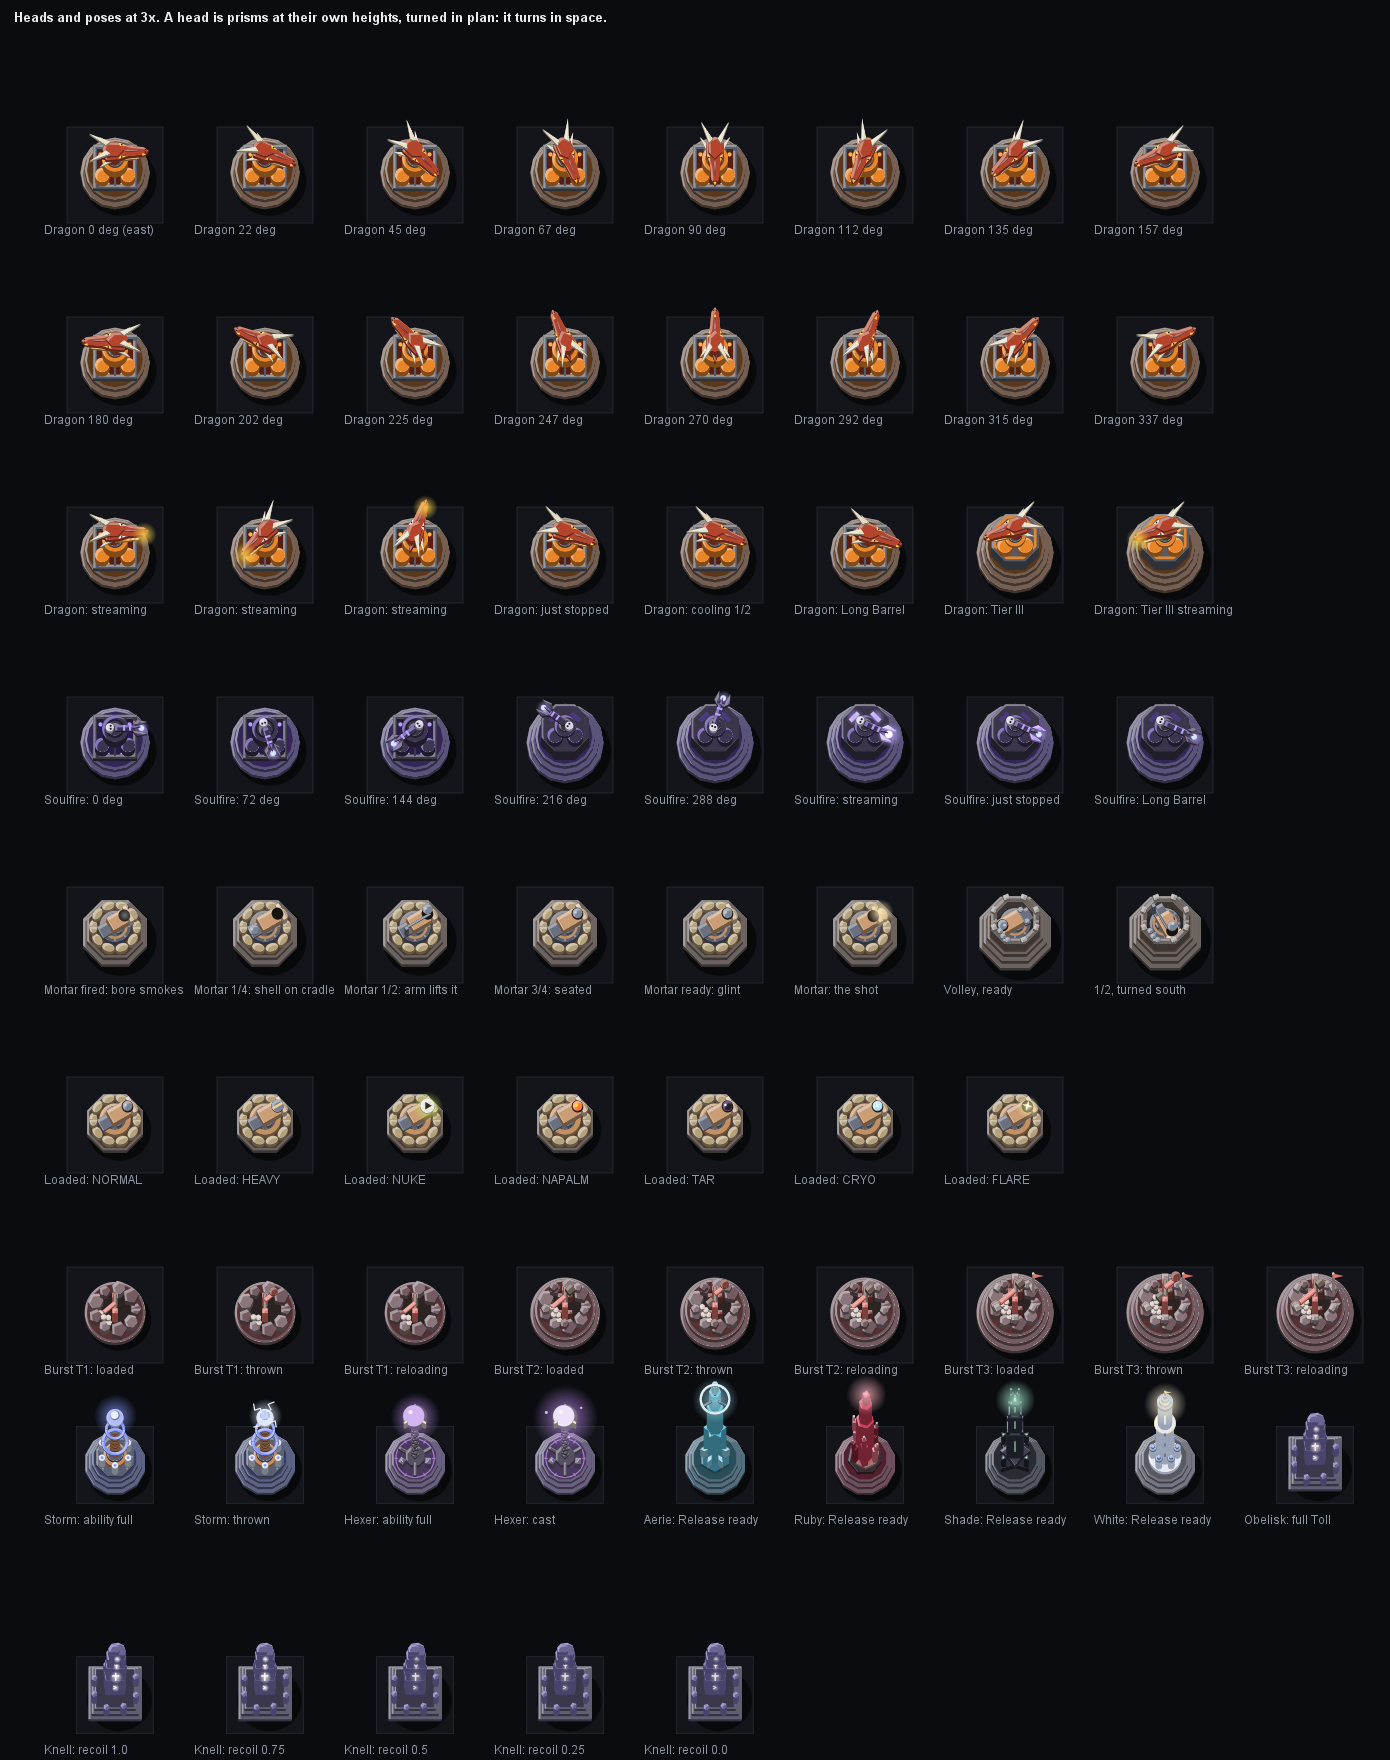 Heads and poses at 3x. A head is prisms at their own heights, turned in plan: it turns in space.
Dragon 0 deg (east)
Dragon 22 deg
Dragon 45 deg
Dragon 67 deg
Dragon 90 deg
Dragon 112 deg
Dragon 135 deg
Dragon 157 deg
Dragon 180 deg
Dragon 202 deg
Dragon 225 deg
Dragon 247 deg
Dragon 270 deg
Dragon 292 deg
Dragon 315 deg
Dragon 337 deg
Dragon: streaming
Dragon: streaming
Dragon: streaming
Dragon: just stopped
Dragon: cooling 1/2
Dragon: Long Barrel
Dragon: Tier III
Dragon: Tier III streaming
Soulfire: 0 deg
Soulfire: 72 deg
Soulfire: 144 deg
Soulfire: 216 deg
Soulfire: 288 deg
Soulfire: streaming
Soulfire: just stopped
Soulfire: Long Barrel
Mortar fired: bore smokes
Mortar 1/4: shell on cradle
Mortar 1/2: arm lifts it
Mortar 3/4: seated
Mortar ready: glint
Mortar: the shot
Volley, ready
1/2, turned south
Loaded: NORMAL
Loaded: HEAVY
Loaded: NUKE
Loaded: NAPALM
Loaded: TAR
Loaded: CRYO
Loaded: FLARE
Burst T1: loaded
Burst T1: thrown
Burst T1: reloading
Burst T2: loaded
Burst T2: thrown
Burst T2: reloading
Burst T3: loaded
Burst T3: thrown
Burst T3: reloading
Storm: ability full
Storm: thrown
Hexer: ability full
Hexer: cast
Aerie: Release ready
Ruby: Release ready
Shade: Release ready
White: Release ready
Obelisk: full Toll
Knell: recoil 1.0
Knell: recoil 0.75
Knell: recoil 0.5
Knell: recoil 0.25
Knell: recoil 0.0